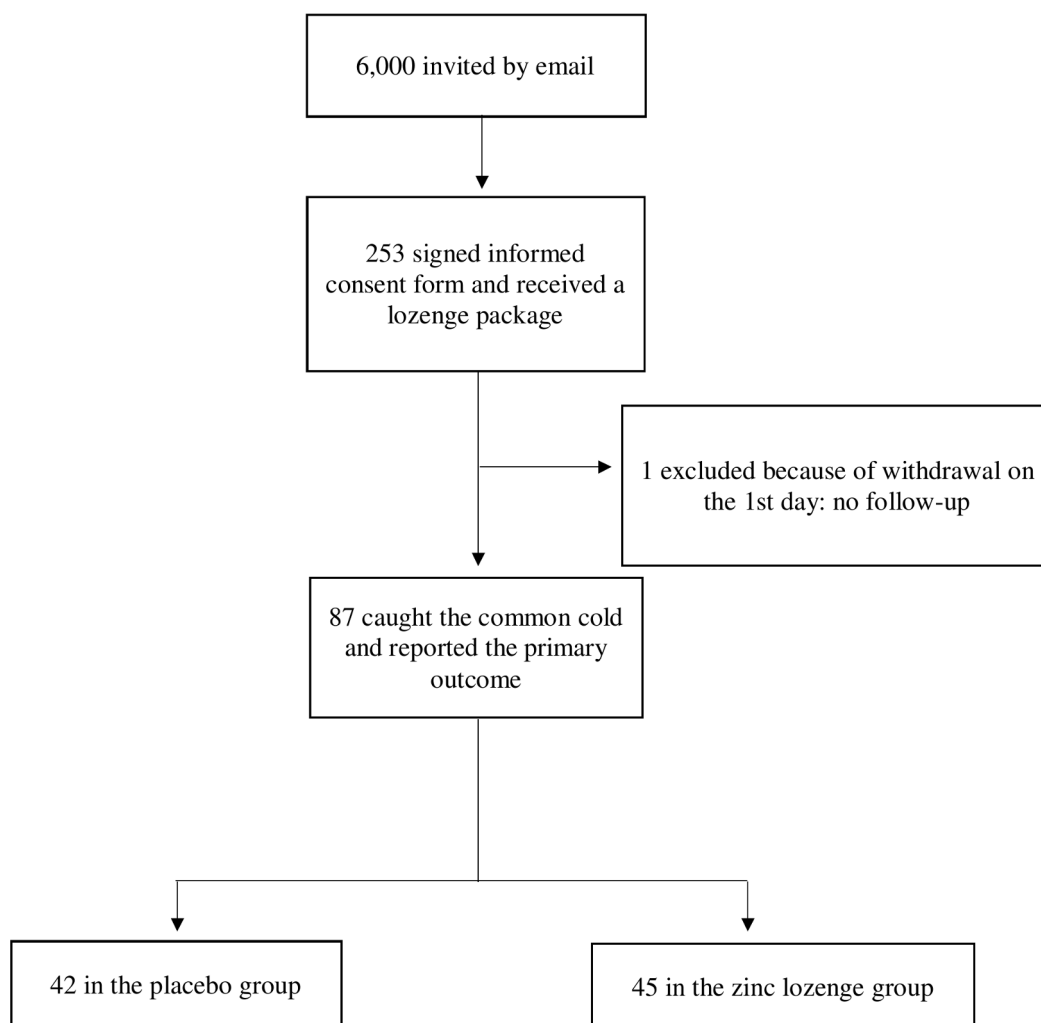 6,000 invited by email
253 signed informed
consent form and received a
lozenge package
1 excluded because of withdrawal on
the 1st day: no follow-up
87 caught the common cold
and reported the primary
outcome
42 in the placebo group
45 in the zinc lozenge group